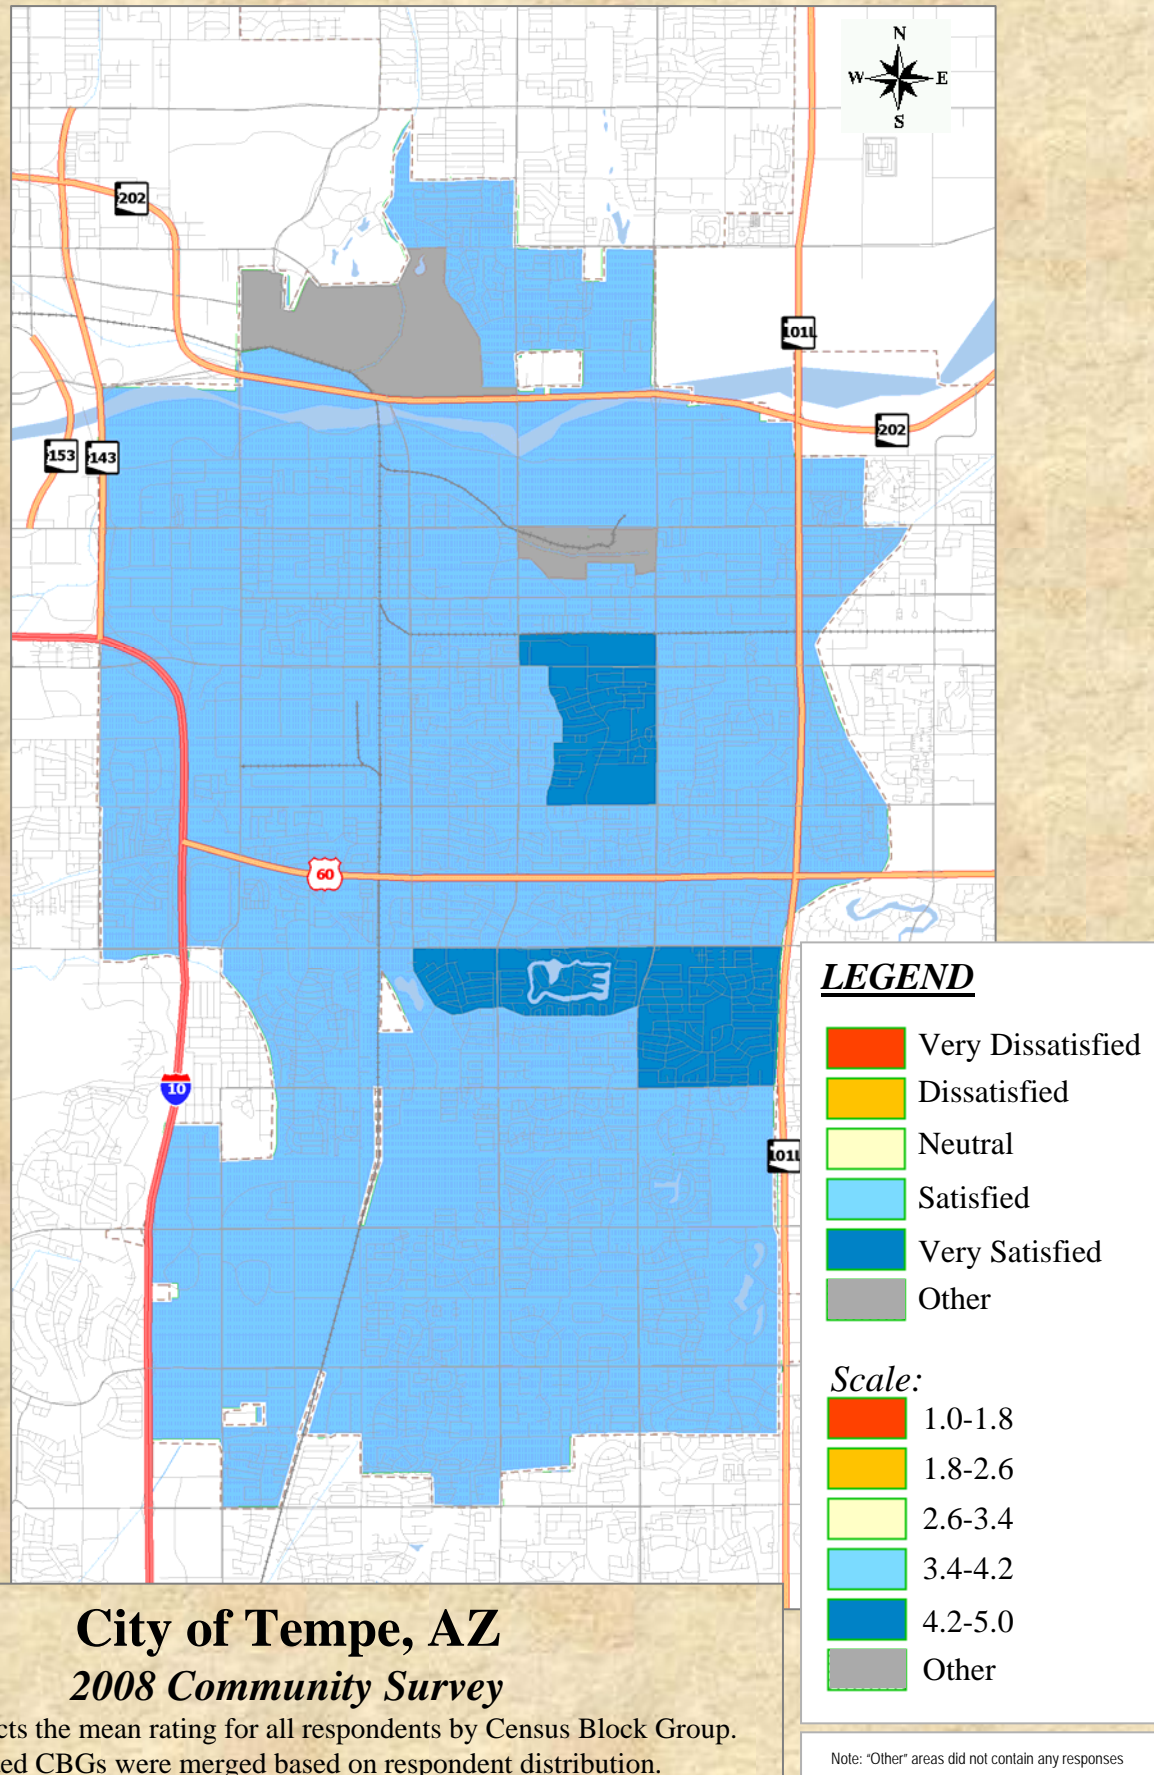 N
W E
S
202
101L
202
153
143
60
10
101L
LEGEND
Very Dissatisfied
Dissatisfied
Neutral
Satisfied
Very Satisfied
Other
Scale:
1.0-1.8
1.8-2.6
2.6-3.4
3.4-4.2
4.2-5.0
Other
City of Tempe, AZ
2008 Community Survey
cts the mean rating for all respondents by Census Block Group.
ed CBGs were merged based on respondent distribution.
Note: "Other" areas did not contain any responses